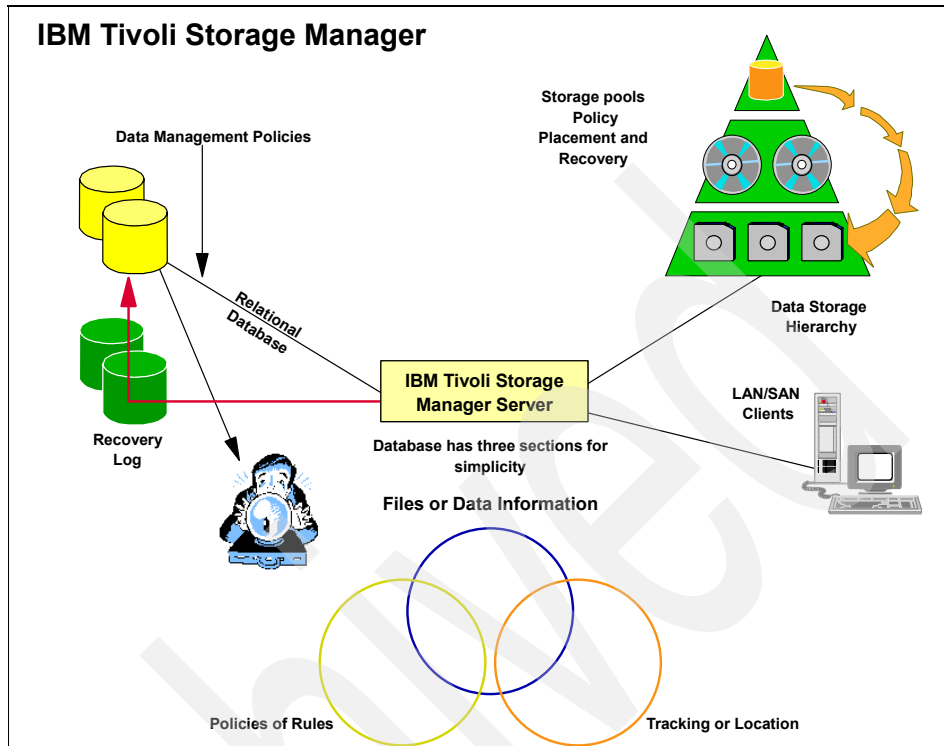 IBM Tivoli Storage Manager
Storage pools
Policy
Placement and
Recovery
Data Management Policies
Relational
Database
Data Storage
Hierarchy
IBM Tivoli Storage
Manager Server
LAN/SAN
Clients
Recovery
Log
Database has three sections for
simplicity
Files or Data Information
Policies of Rules
Tracking or Location